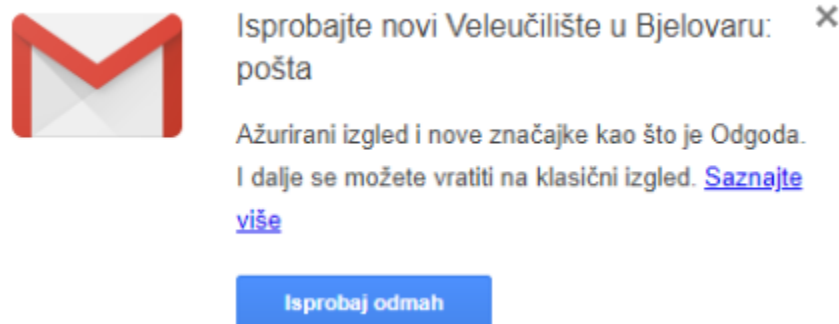 Isprobajte novi Veleučilište u Bjelovaru:
pošta
Ažurirani izgled i nove značajke kao što je Odgoda.
I dalje se možete vratiti na klasični izgled. Saznajte
više
Isprobaj odmah